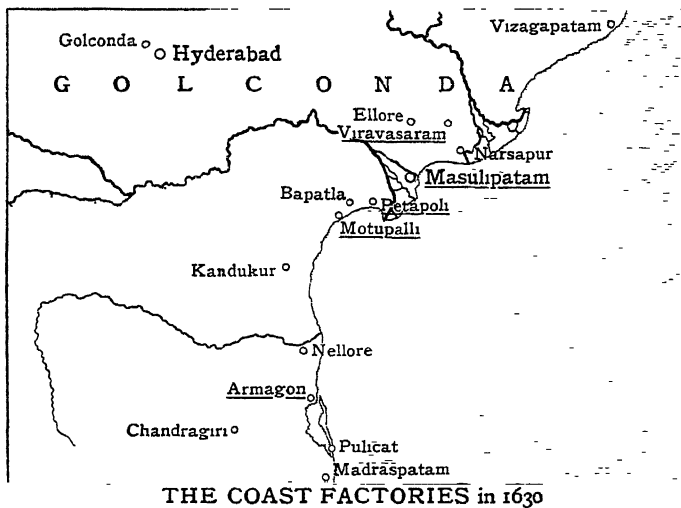 Vizagapatam
Golconda
Hyderabad
GOLCONDA
Ellore
Viravasaram
Narsapur
Masulipatam
Bapatla
Petapoli
Motupalli
Kandukur
Nellore
Armagon
Chandragiri
Pulicat
Madraspatam
THE COAST FACTORIES in 1630